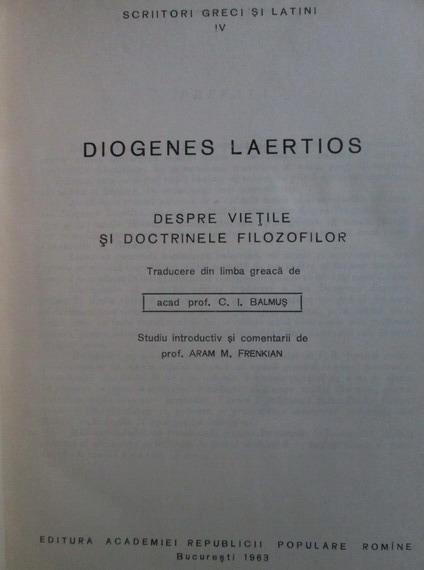 SCRIITORI GRECI ŞI LATINI
IV
DIOGENES LAERTIOS
DESPRE VIEŢILE
ŞI DOCTRINELE FILOZOFILOR
Traducere din limba greacă de
acad prof. C. I. BALMUŞ
Studiu introductiv şi comentarii de
prof. ARAM M. FRENKIAN
EDITURA ACADEMIEI REPUBLICII POPULARE ROMÎNE
Bucureşti 1963